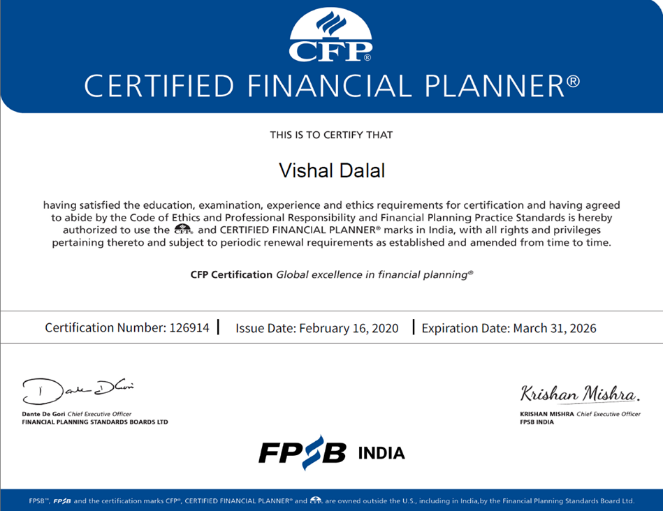 CFP®
CERTIFIED FINANCIAL PLANNER®
THIS IS TO CERTIFY THAT
Vishal Dalal
having satisfied the education, examination, experience and ethics requirements for certification and having agreed
to abide by the Code of Ethics and Professional Responsibility and Financial Planning Practice Standards is hereby
authorized to use the CFP® and CERTIFIED FINANCIAL PLANNER® marks in India, with all rights and privileges
pertaining thereto and subject to periodic renewal requirements as established and amended from time to time.
CFP Certification Global excellence in financial planning®
Certification Number: 126914 | Issue Date: February 16, 2020 | Expiration Date: March 31, 2026
Krishan Mishra.
Dante De Gori Chief Executive Officer
FINANCIAL PLANNING STANDARDS BOARDS LTD
KRISHAN MISHRA Chief Executive Officer
FPSB INDIA
FPSB INDIA
FPSB™, FPSB and the certification marks CFP®, CERTIFIED FINANCIAL PLANNER® and CFP® are owned outside the U.S., including in India,by the Financial Planning Standards Board Ltd.